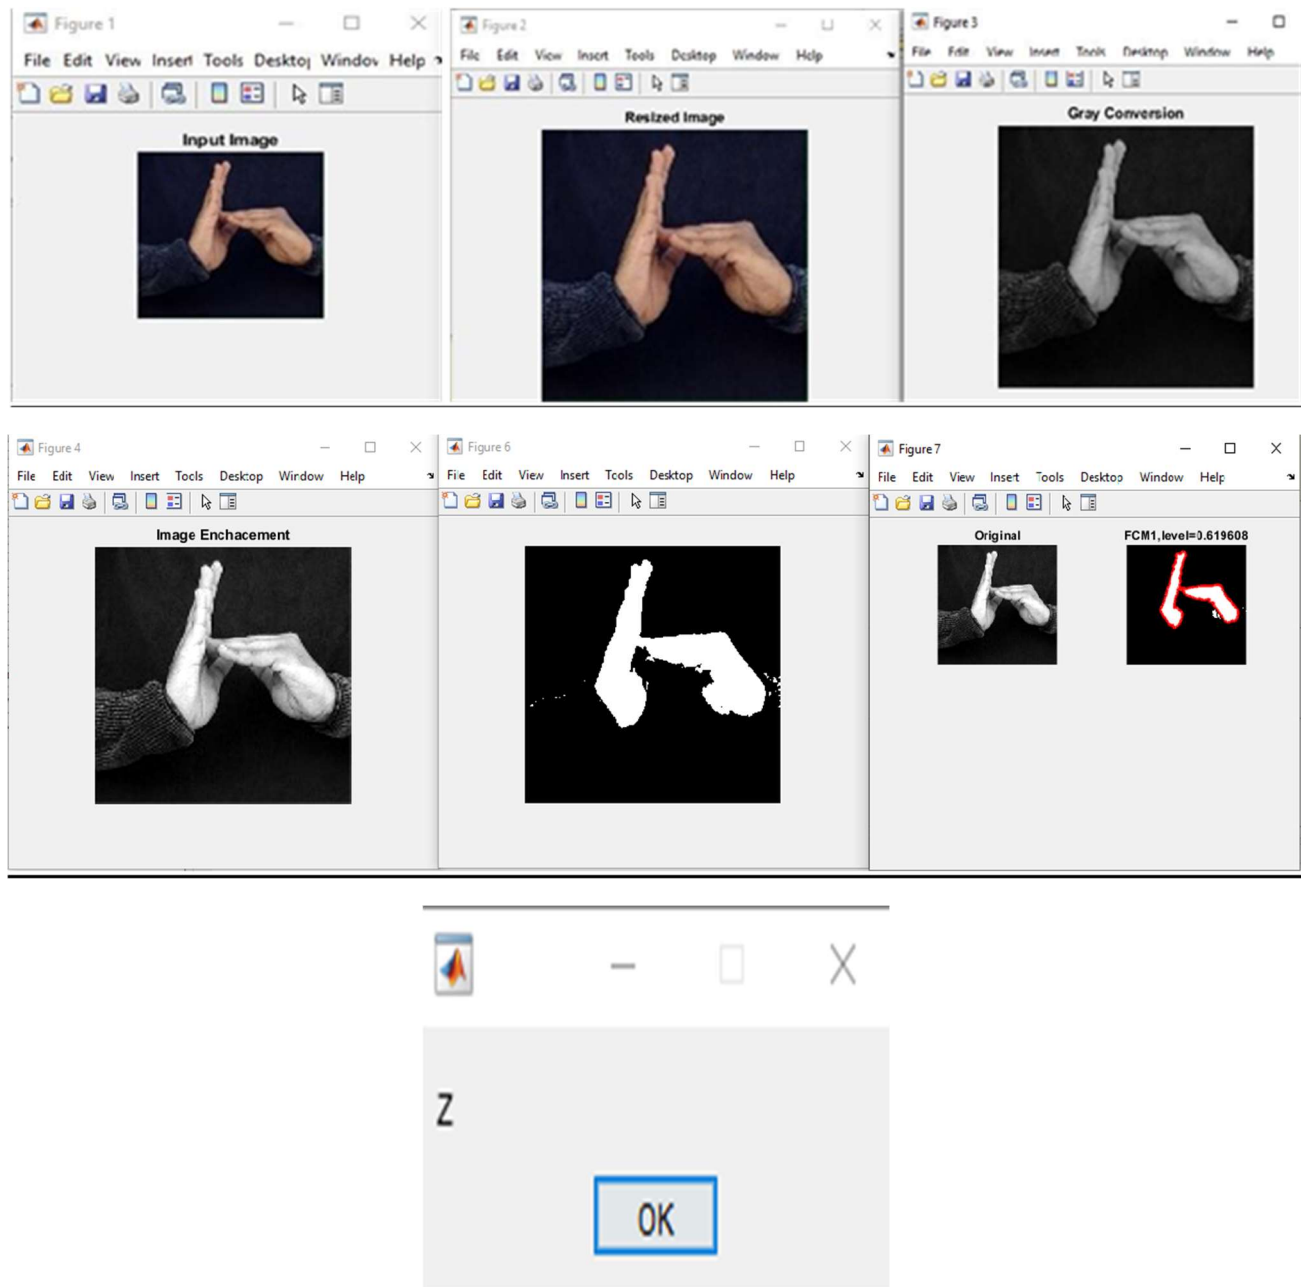 Figure 1
File Edit View Insert Tools Desktop Window Help
Input Image
Figure 2
File Edit View Insert Tools Desktop Window Help
Resized Image
Figure 3
File Edit View Insert Tools Desktop Window Help
Gray Conversion
Figure 4
File Edit View Insert Tools Desktop Window Help
Image Enchacement
Figure 6
File Edit View Insert Tools Desktop Window Help
Figure 7
File Edit View Insert Tools Desktop Window Help
Original
FCM1,level=0.619608
Z
OK